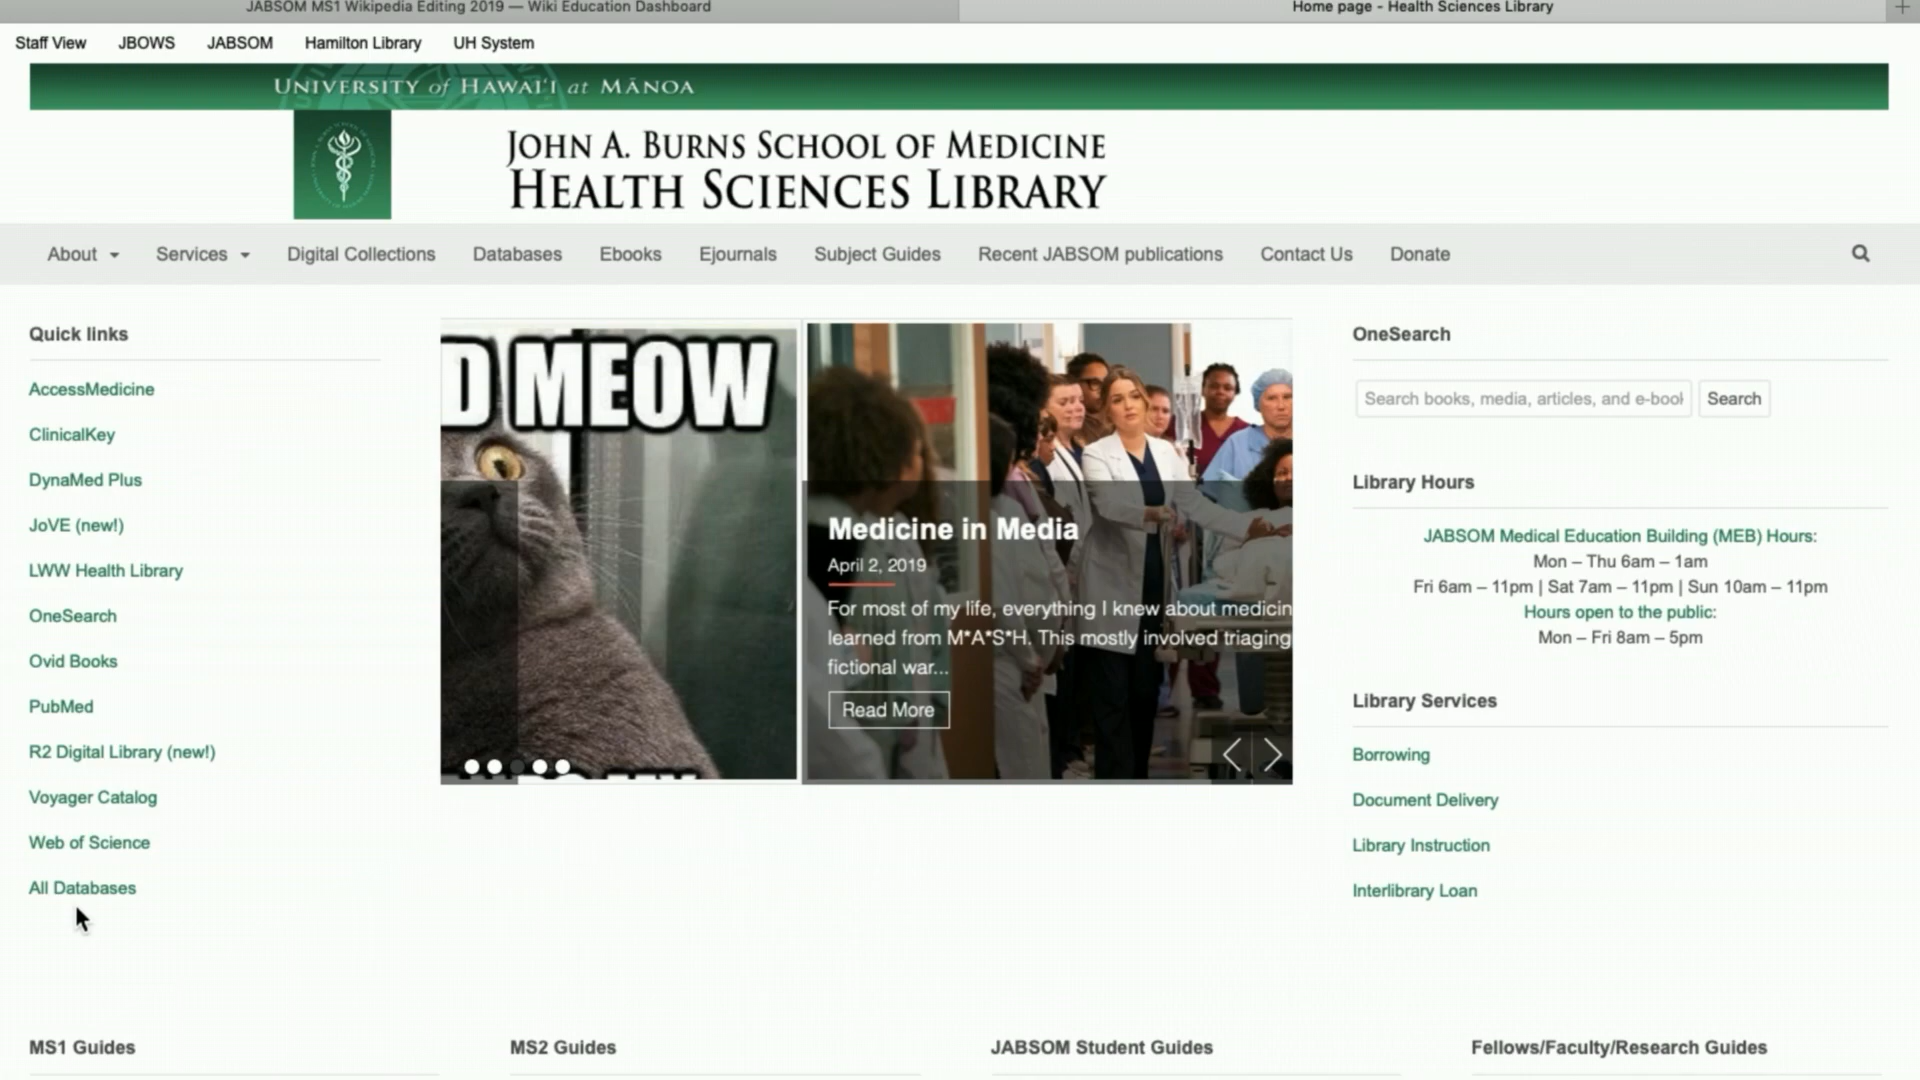 JABSOM MS1 Wikipedia Editing 2019 — Wiki Education Dashboard
Home page - Health Sciences Library
Staff View JBOWS JABSOM Hamilton Library UH System
UNIVERSITY of HAWAI‘I at MĀNOA
JOHN A. BURNS SCHOOL OF MEDICINE
HEALTH SCIENCES LIBRARY
About Services Digital Collections Databases Ebooks Ejournals Subject Guides Recent JABSOM publications Contact Us Donate
Quick links
AccessMedicine
ClinicalKey
DynaMed Plus
JoVE (new!)
LWW Health Library
OneSearch
Ovid Books
PubMed
R2 Digital Library (new!)
Voyager Catalog
Web of Science
All Databases
D MEOW
Medicine in Media
April 2, 2019
For most of my life, everything I knew about medicin
learned from M*A*S*H. This mostly involved triaging
fictional war...
Read More
OneSearch
Search books, media, articles, and e-book Search
Library Hours
JABSOM Medical Education Building (MEB) Hours:
Mon – Thu 6am – 1am
Fri 6am – 11pm | Sat 7am – 11pm | Sun 10am – 11pm
Hours open to the public:
Mon – Fri 8am – 5pm
Library Services
Borrowing
Document Delivery
Library Instruction
Interlibrary Loan
MS1 Guides
MS2 Guides
JABSOM Student Guides
Fellows/Faculty/Research Guides